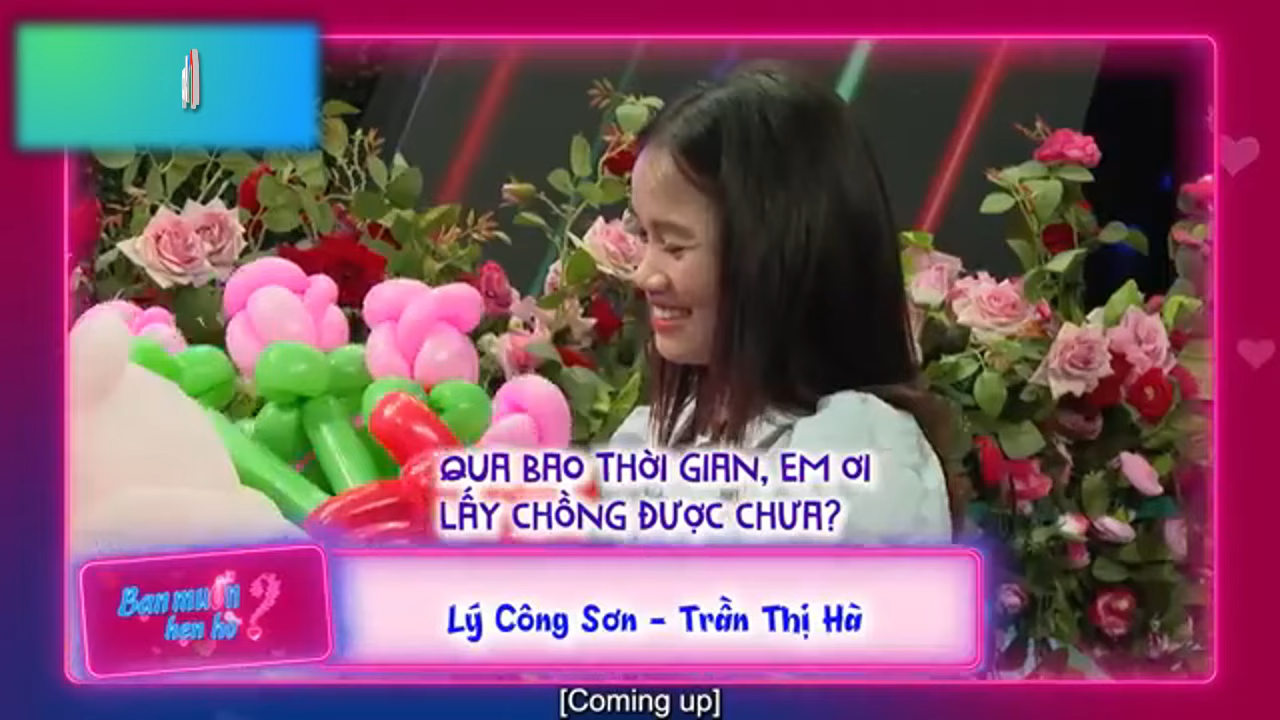 QUA BAO THỜI GIAN, EM ƠI
LẤY CHỒNG ĐƯỢC CHƯA?
Bạn muốn
hẹn hò ?
Lý Công Sơn - Trần Thị Hà
[Coming up]